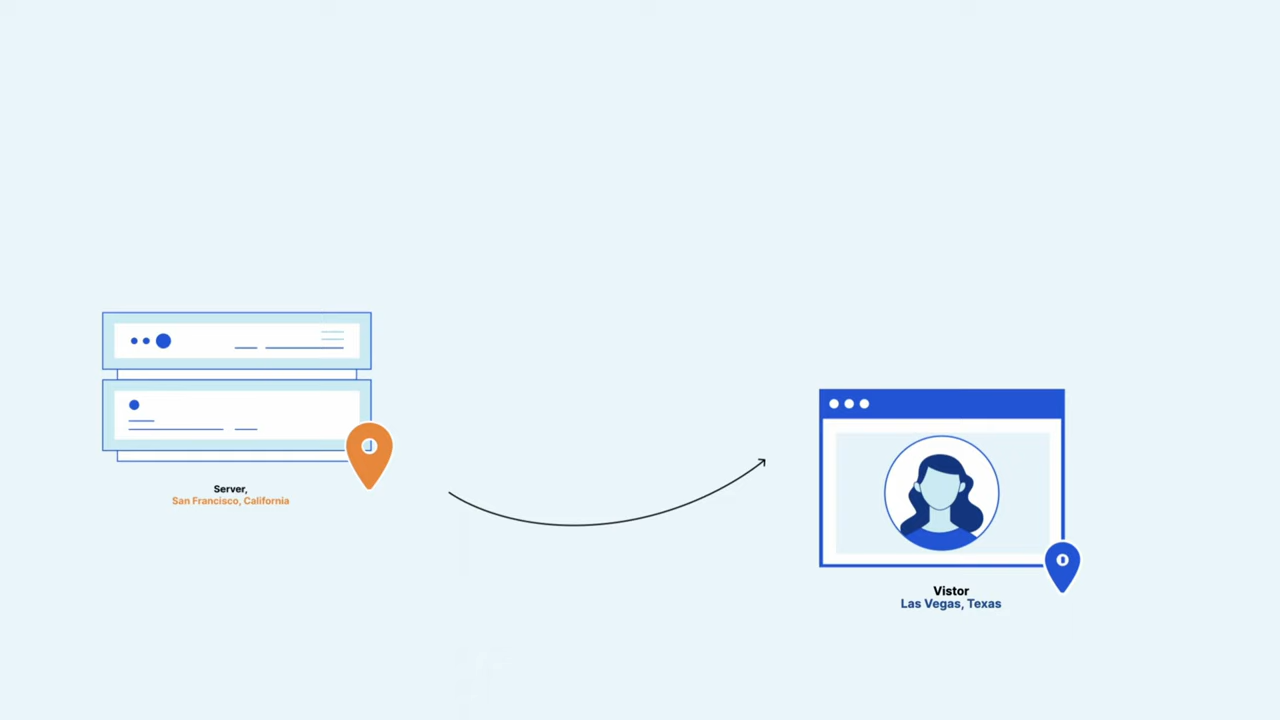 Server,
San Francisco, California
Vistor
Las Vegas, Texas